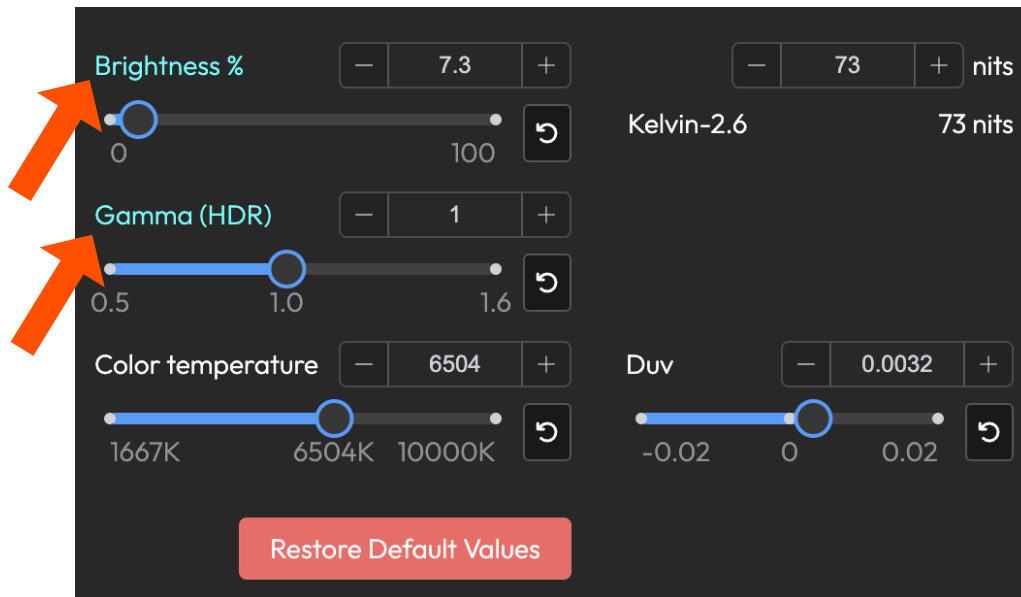 Brightness % − 7.3 + − 73 + nits
Kelvin-2.6 73 nits
0 100
Gamma (HDR) − 1 +
0.5 1.0 1.6
Color temperature − 6504 + Duv − 0.0032 +
1667K 6504K 10000K -0.02 0 0.02
Restore Default Values